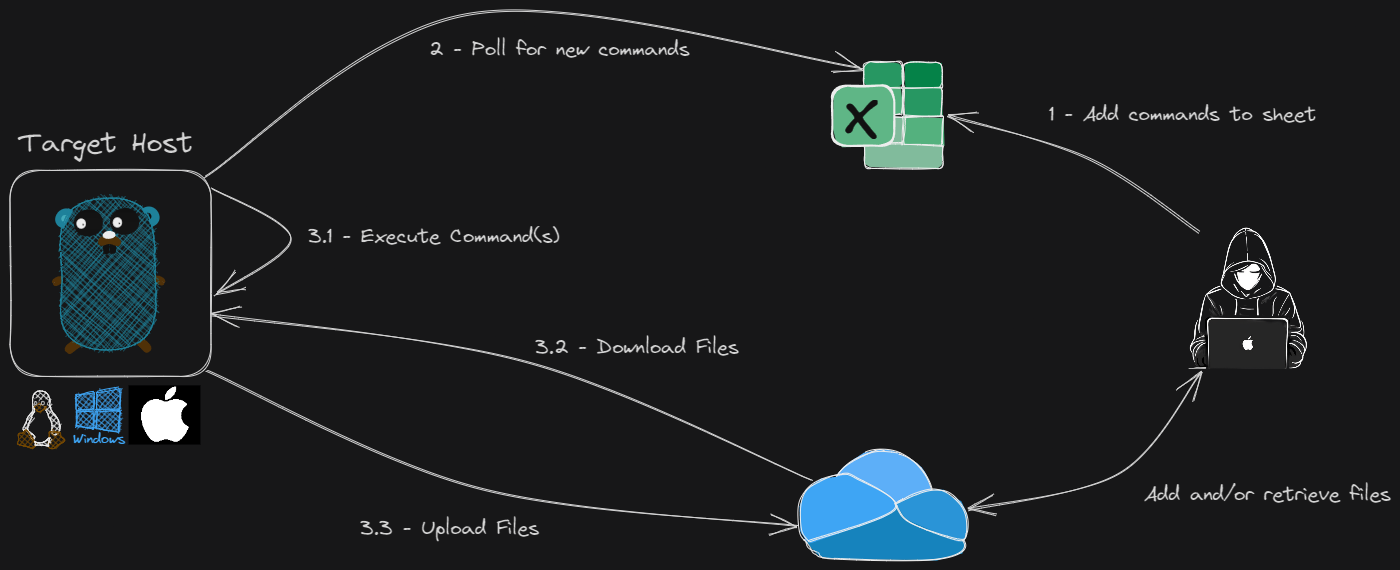 2 - Poll for new commands
1 - Add commands to sheet
Target Host
X
3.1 - Execute Command(s)
3.2 - Download Files
Windows
3.3 - Upload Files
Add and/or retrieve files